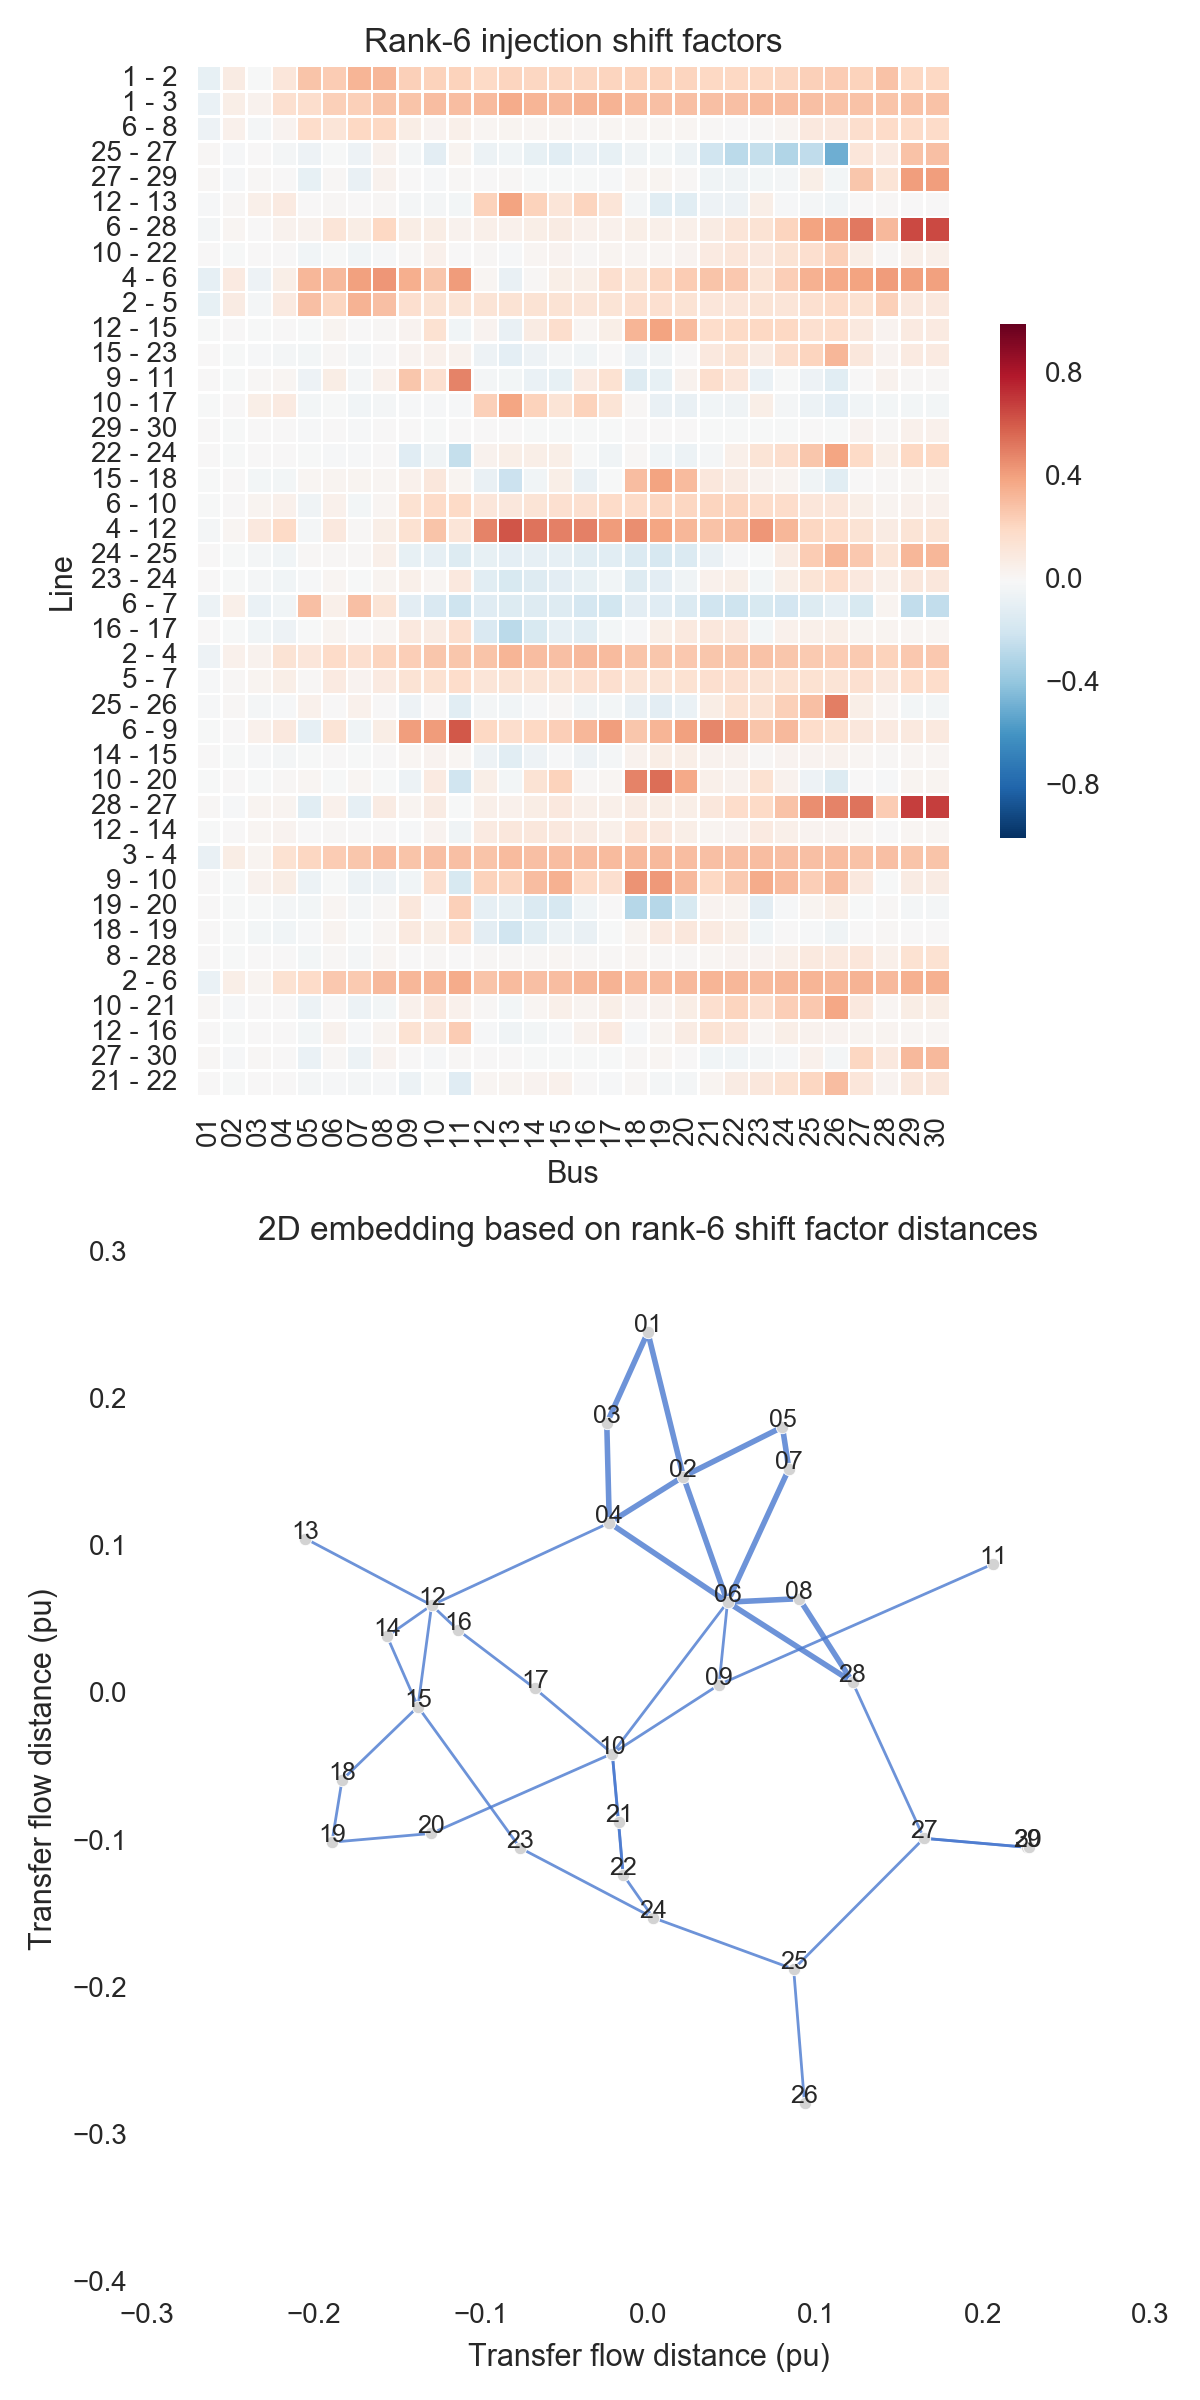 Rank-6 injection shift factors
1 - 2
1 - 3
6 - 8
25 - 27
27 - 29
12 - 13
6 - 28
10 - 22
4 - 6
2 - 5
12 - 15
15 - 23
9 - 11
10 - 17
29 - 30
22 - 24
15 - 18
6 - 10
4 - 12
24 - 25
23 - 24
6 - 7
16 - 17
2 - 4
5 - 7
25 - 26
6 - 9
14 - 15
10 - 20
28 - 27
12 - 14
3 - 4
9 - 10
19 - 20
18 - 19
8 - 28
2 - 6
10 - 21
12 - 16
27 - 30
21 - 22
Line
01 02 03 04 05 06 07 08 09 10 11 12 13 14 15 16 17 18 19 20 21 22 23 24 25 26 27 28 29 30
Bus
0.8
0.4
0.0
−0.4
−0.8
2D embedding based on rank-6 shift factor distances
0.3
0.2
0.1
0.0
−0.1
−0.2
−0.3
−0.4
Transfer flow distance (pu)
01
03
05
02
07
04
13
11
06
08
12
16
14
09
28
17
15
10
18
21
20
19
23
27
29
30
22
24
25
26
−0.3 −0.2 −0.1 0.0 0.1 0.2 0.3
Transfer flow distance (pu)